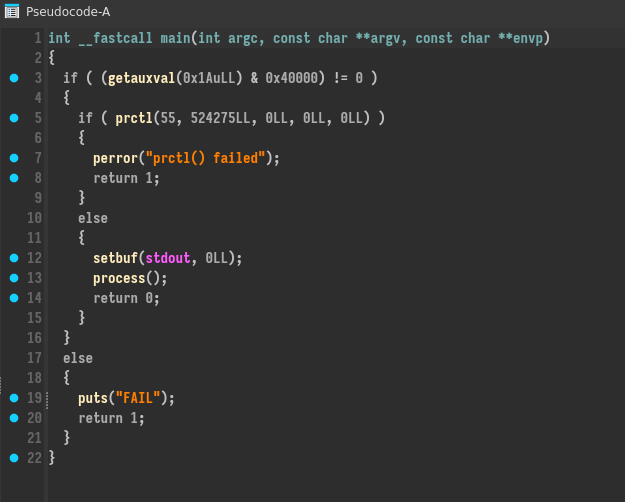 Pseudocode-A
1 int __fastcall main(int argc, const char **argv, const char **envp)
2 {
3   if ( (getauxval(0x1AuLL) & 0x40000) != 0 )
4   {
5     if ( prctl(55, 524275LL, 0LL, 0LL, 0LL) )
6     {
7       perror("prctl() failed");
8       return 1;
9     }
10     else
11     {
12       setbuf(stdout, 0LL);
13       process();
14       return 0;
15     }
16   }
17   else
18   {
19     puts("FAIL");
20     return 1;
21   }
22 }